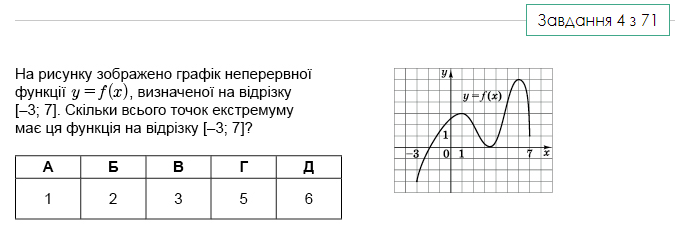 Завдання 4 з 71
На рисунку зображено графік неперервної
функції y = f(x), визначеної на відрізку
[–3; 7]. Скільки всього точок екстремуму
має ця функція на відрізку [–3; 7]?
А Б В Г Д
1 2 3 5 6
y
y = f(x)
1
–3 0 1 7 x